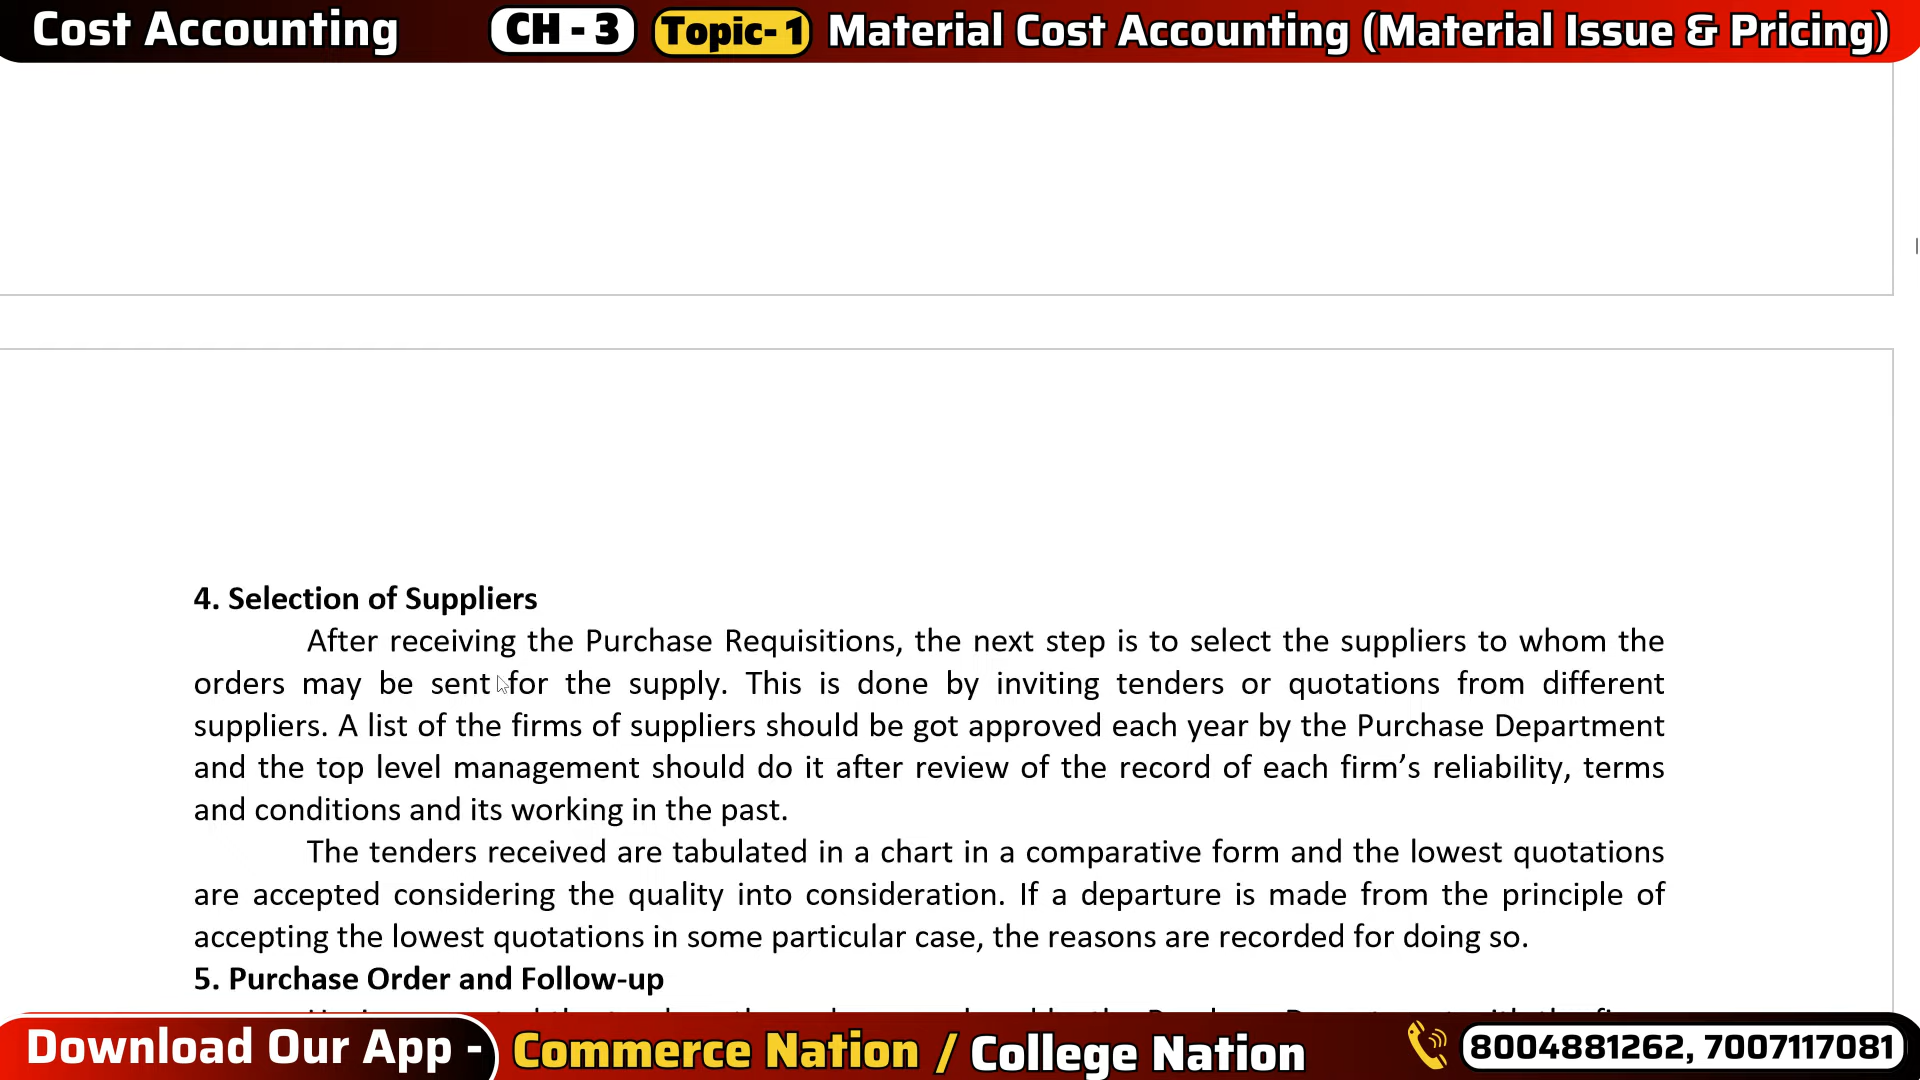 Cost Accounting CH - 3 Topic- 1 Material Cost Accounting (Material Issue & Pricing)
4. Selection of Suppliers
After receiving the Purchase Requisitions, the next step is to select the suppliers to whom the
orders may be sent for the supply. This is done by inviting tenders or quotations from different
suppliers. A list of the firms of suppliers should be got approved each year by the Purchase Department
and the top level management should do it after review of the record of each firm’s reliability, terms
and conditions and its working in the past.
The tenders received are tabulated in a chart in a comparative form and the lowest quotations
are accepted considering the quality into consideration. If a departure is made from the principle of
accepting the lowest quotations in some particular case, the reasons are recorded for doing so.
5. Purchase Order and Follow-up
Download Our App - Commerce Nation / College Nation 8004881262, 7007117081